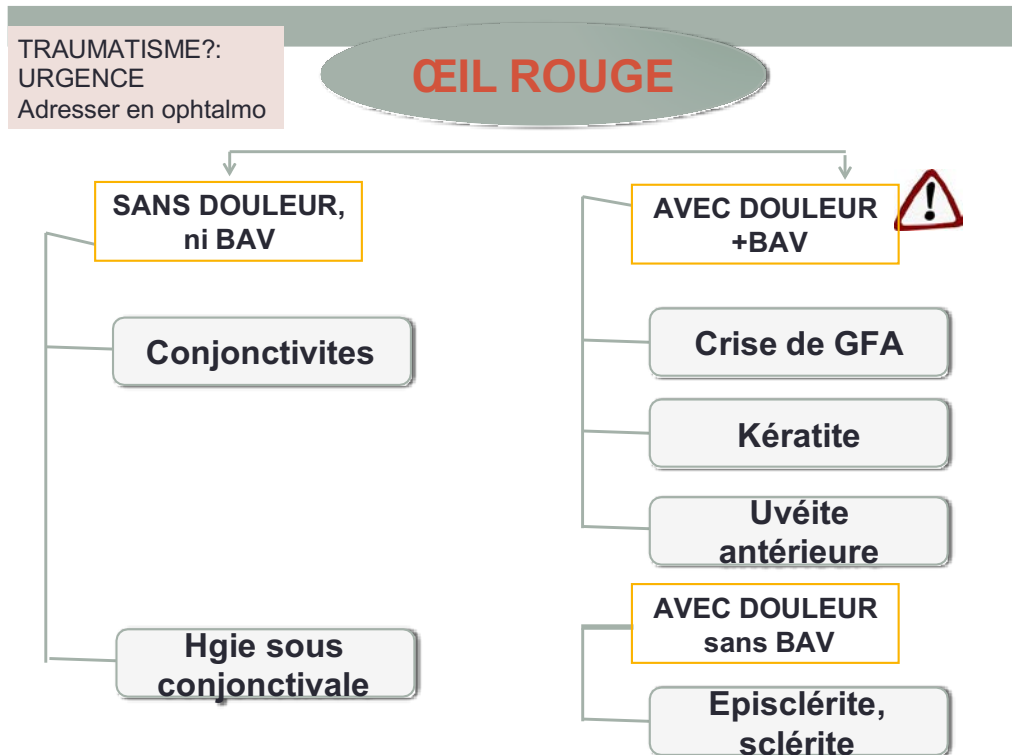 TRAUMATISME?:
URGENCE
Adresser en ophtalmo
ŒIL ROUGE
SANS DOULEUR,
ni BAV
Conjonctivites
Hgie sous
conjonctivale
AVEC DOULEUR
+BAV
!
Crise de GFA
Kératite
Uvéite
antérieure
AVEC DOULEUR
sans BAV
Episclérite,
sclérite